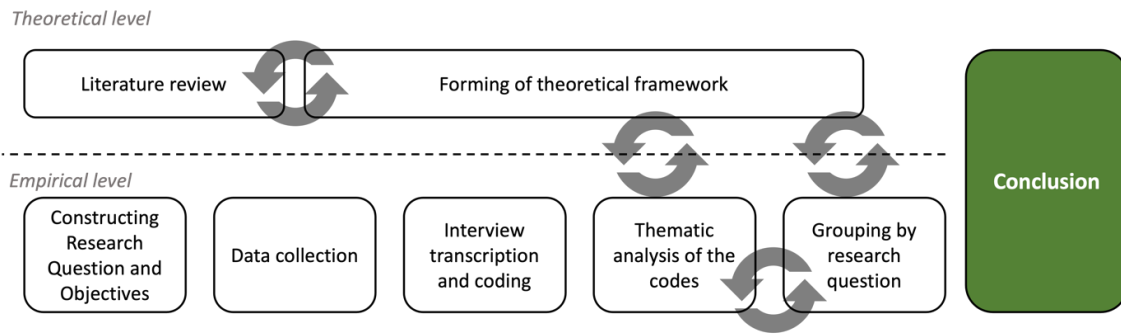 Theoretical level
Literature review
Forming of theoretical framework
Empirical level
Constructing
Research
Question and
Objectives
Data collection
Interview
transcription
and coding
Thematic
analysis of the
codes
Grouping by
research
question
Conclusion